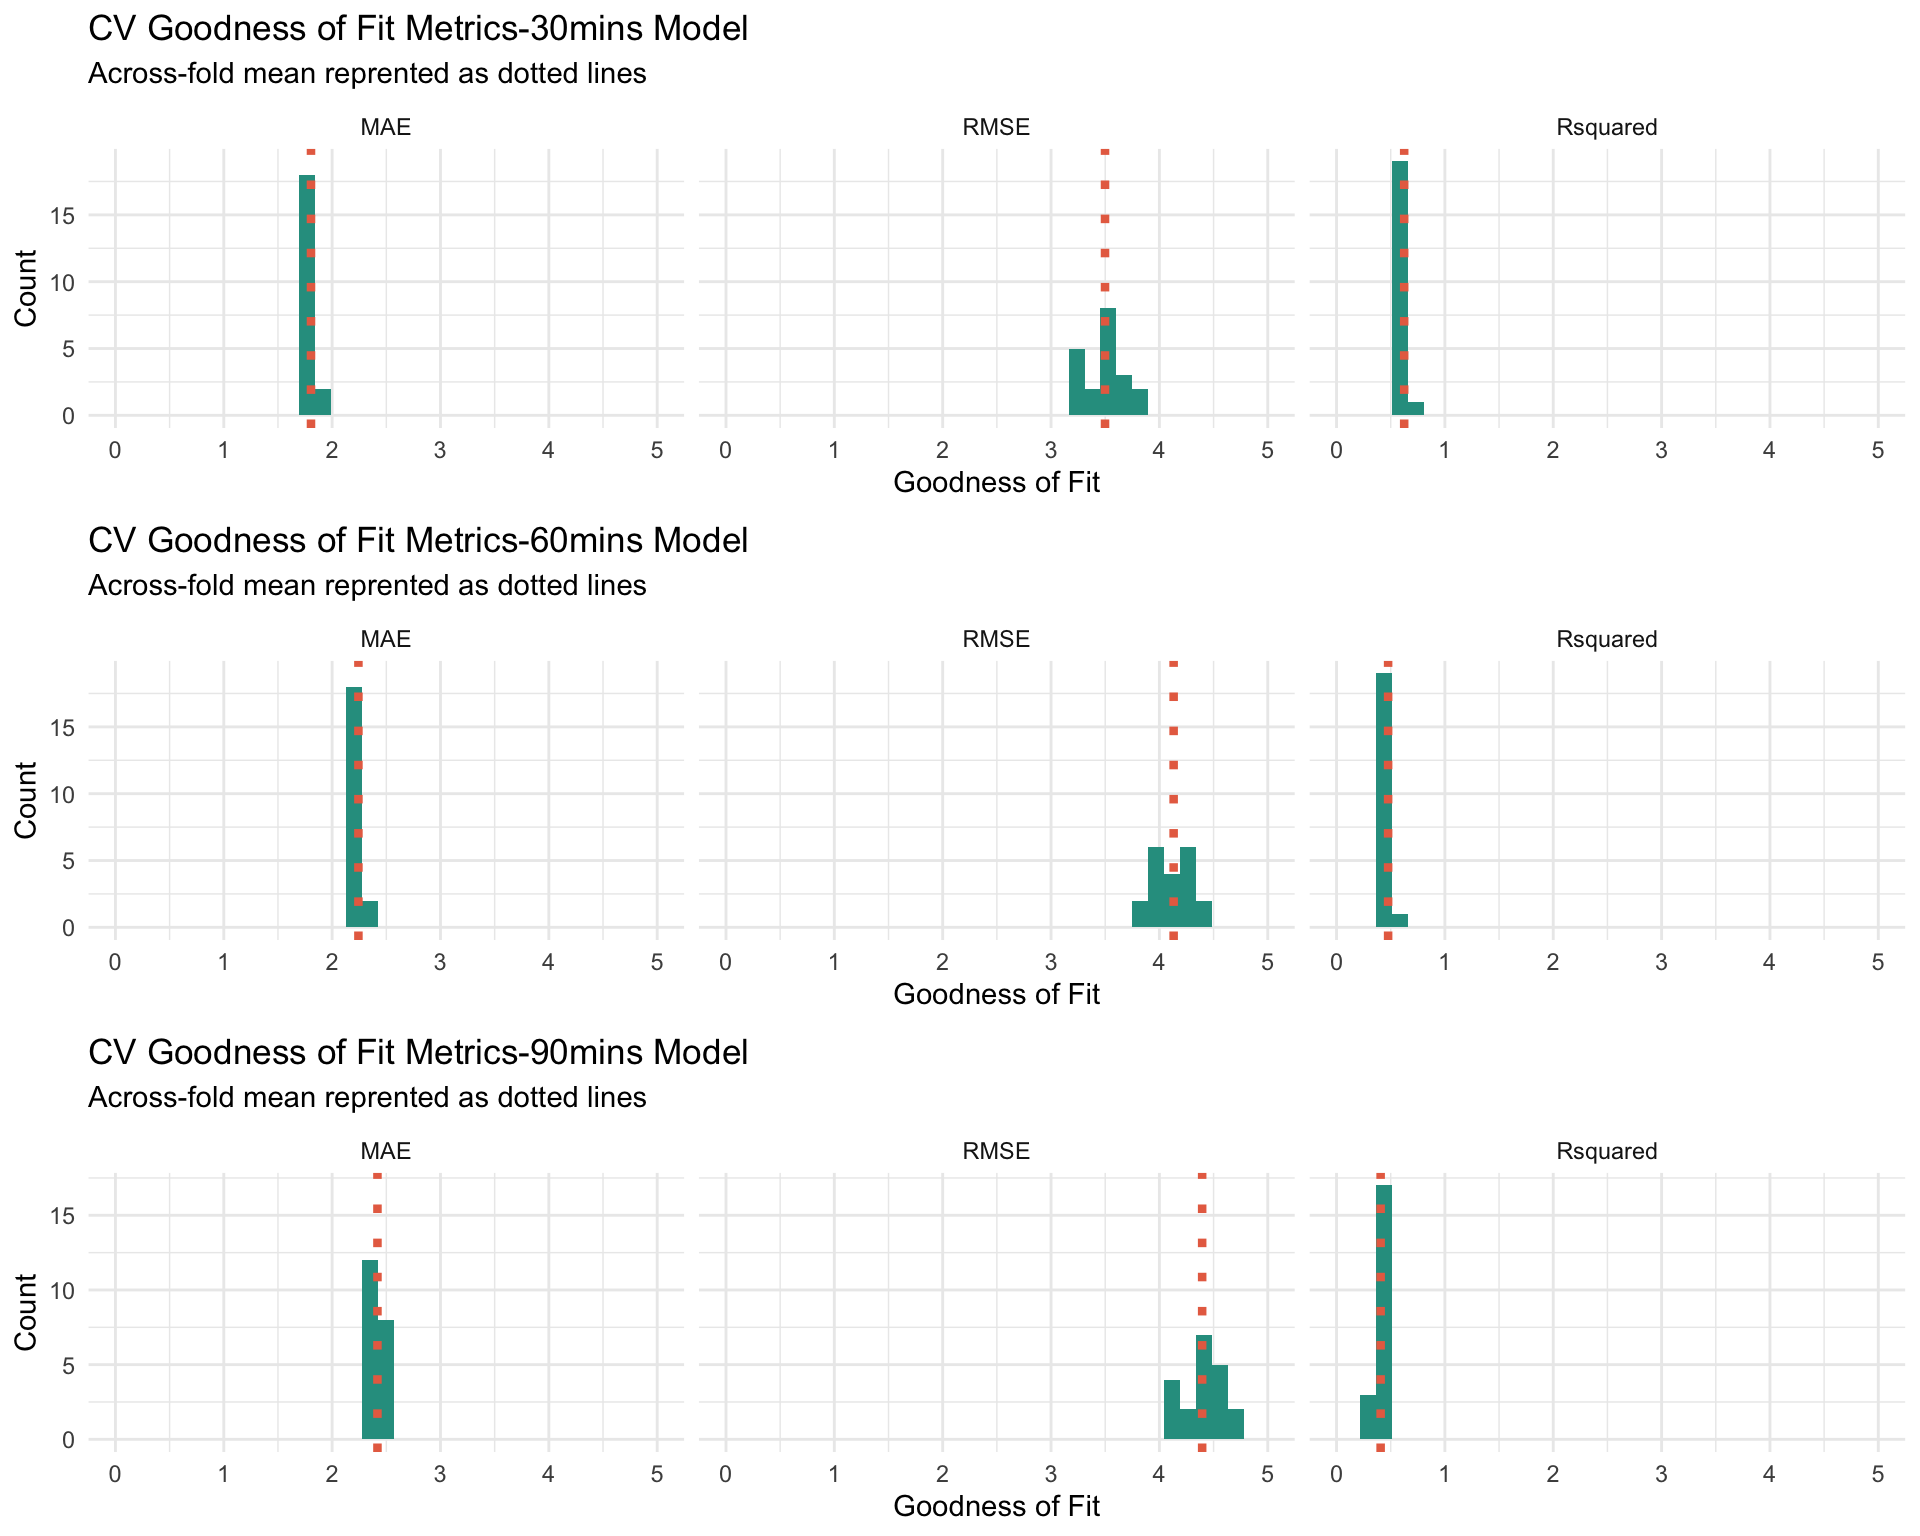 CV Goodness of Fit Metrics-30mins Model
Across-fold mean reprented as dotted lines
MAE RMSE Rsquared
15
10
5
0
Count
0 1 2 3 4 5 0 1 2 3 4 5 0 1 2 3 4 5
Goodness of Fit
CV Goodness of Fit Metrics-60mins Model
Across-fold mean reprented as dotted lines
MAE RMSE Rsquared
15
10
5
0
Count
0 1 2 3 4 5 0 1 2 3 4 5 0 1 2 3 4 5
Goodness of Fit
CV Goodness of Fit Metrics-90mins Model
Across-fold mean reprented as dotted lines
MAE RMSE Rsquared
15
10
5
0
Count
0 1 2 3 4 5 0 1 2 3 4 5 0 1 2 3 4 5
Goodness of Fit